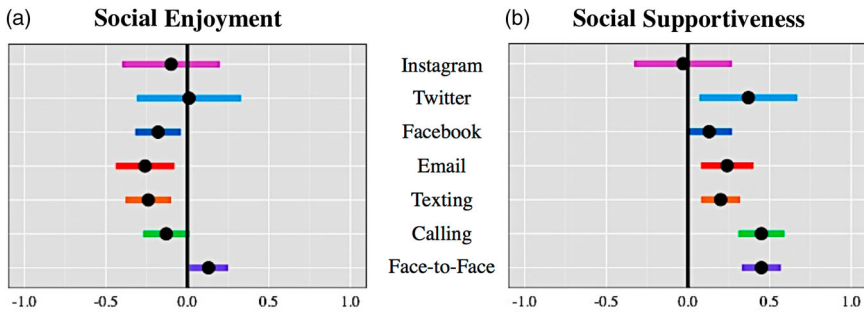 (a) Social Enjoyment
(b) Social Supportiveness
Instagram
Twitter
Facebook
Email
Texting
Calling
Face-to-Face
-1.0 -0.5 0.0 0.5 1.0
-1.0 -0.5 0.0 0.5 1.0